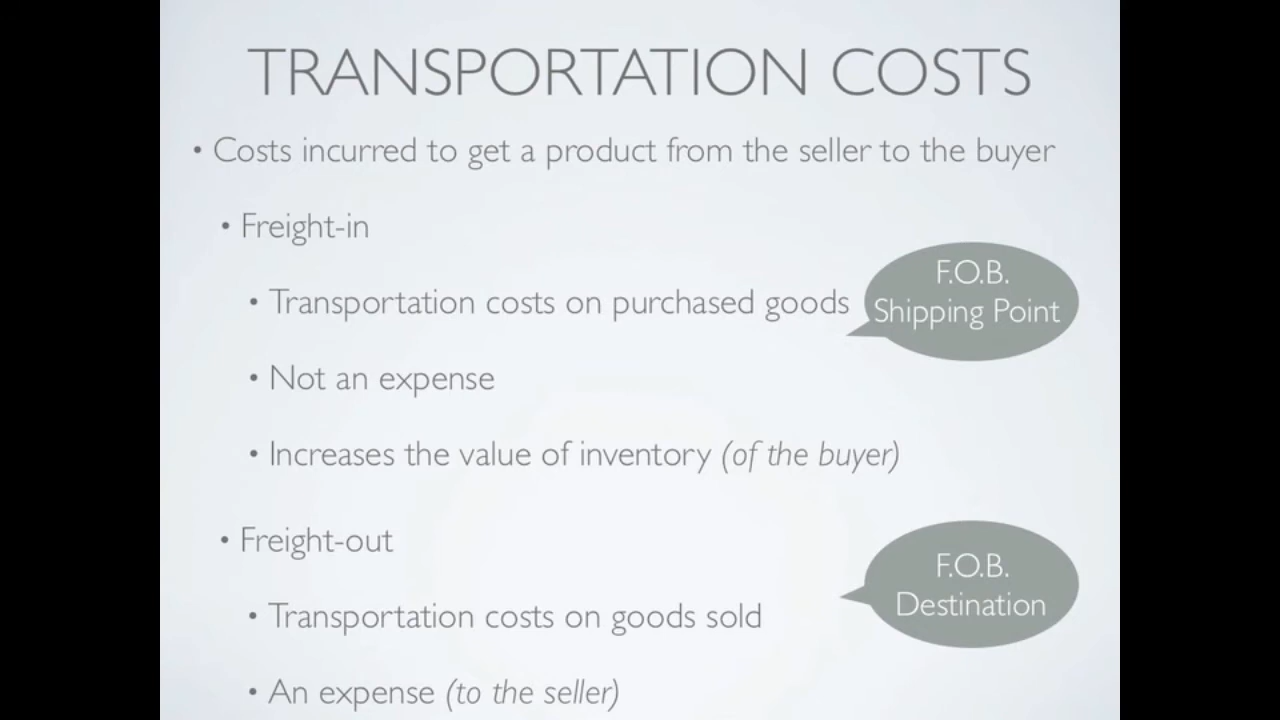 TRANSPORTATION COSTS
• Costs incurred to get a product from the seller to the buyer
• Freight-in
• Transportation costs on purchased goods
F.O.B.
Shipping Point
• Not an expense
• Increases the value of inventory (of the buyer)
• Freight-out
F.O.B.
Destination
• Transportation costs on goods sold
• An expense (to the seller)